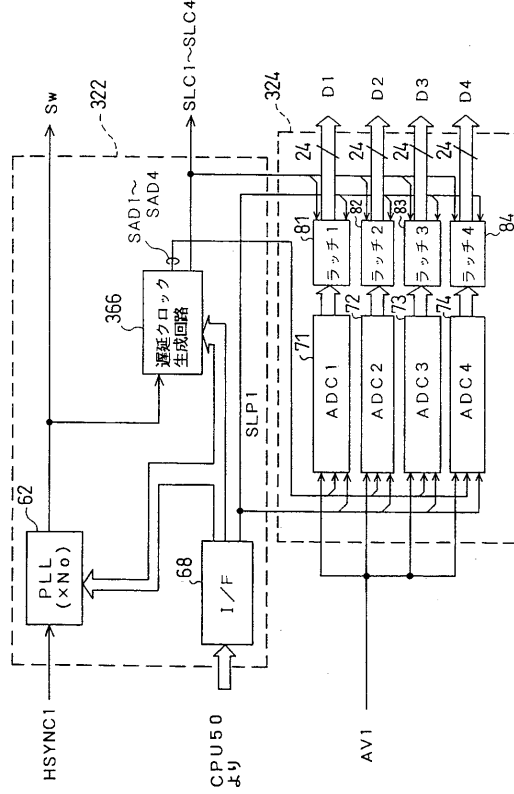 HSYNC1
62
PLL
(×No)
Sw
322
366
遅延クロック
生成回路
SAD1～
SAD4
SLC1～SLC4
CPU50
より
68
I/F
SLP1
324
AV1
71
ADC1
81
ラッチ1
24
D1
72
ADC2
82
ラッチ2
24
D2
73
ADC3
83
ラッチ3
24
D3
74
ADC4
84
ラッチ4
24
D4